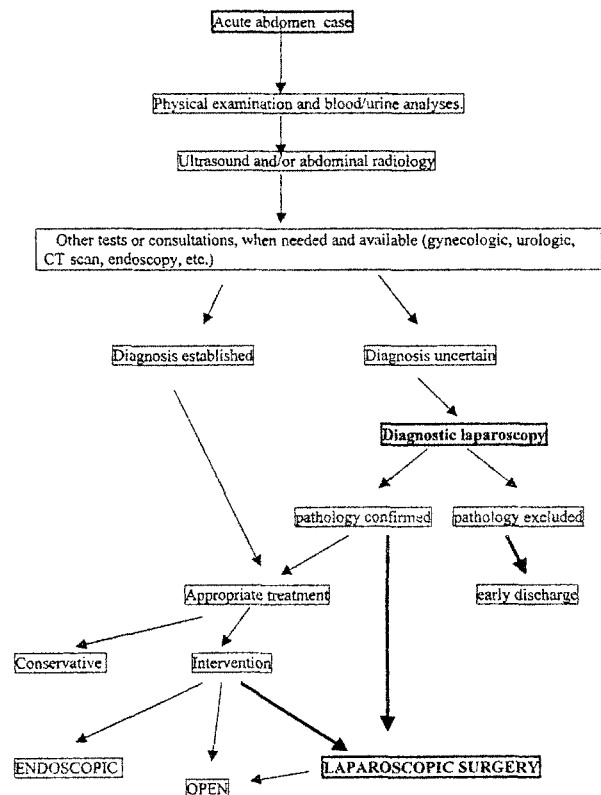 Acute abdomen case
Physical examination and blood/urine analyses.
Ultrasound and/or abdominal radiology
Other tests or consultations, when needed and available (gynecologic, urologic,
CT scan, endoscopy, etc.)
Diagnosis established
Diagnosis uncertain
Diagnostic laparoscopy
pathology confirmed
pathology excluded
Appropriate treatment
early discharge
Conservative
Intervention
ENDOSCOPIC
LAPAROSCOPIC SURGERY
OPEN